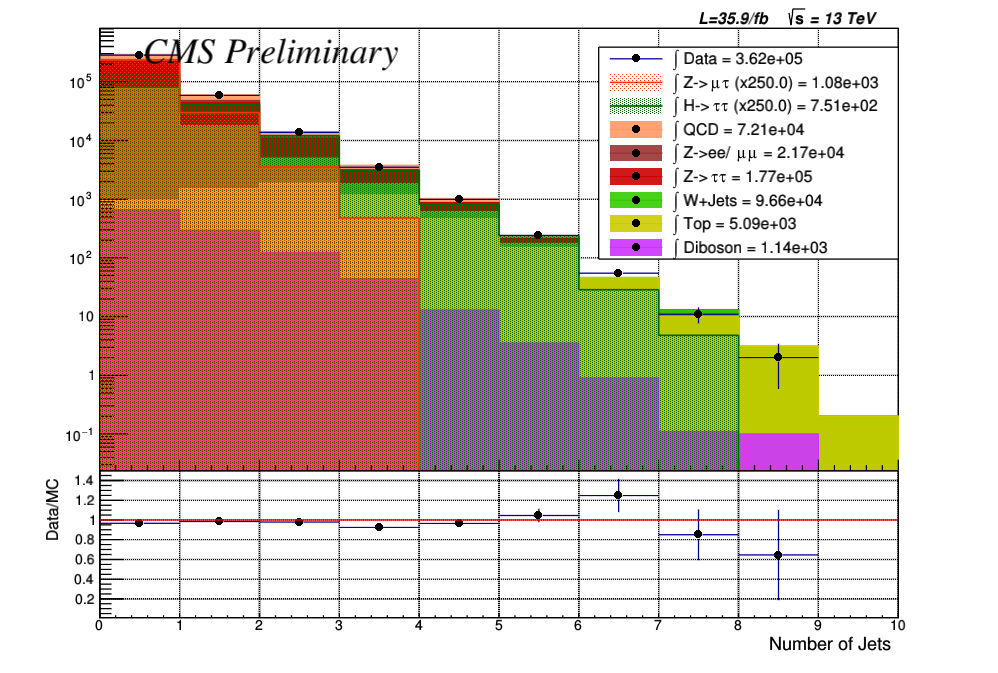 L=35.9/fb √s = 13 TeV
CMS Preliminary
∫ Data = 3.62e+05
∫ Z->μτ (x250.0) = 1.08e+03
∫ H->ττ (x250.0) = 7.51e+02
∫ QCD = 7.21e+04
∫ Z->ee/ μμ = 2.17e+04
∫ Z->ττ = 1.77e+05
∫ W+Jets = 9.66e+04
∫ Top = 5.09e+03
∫ Diboson = 1.14e+03
10⁵
10⁴
10³
10²
10
1
10⁻¹
Data/MC
1.4
1.2
1
0.8
0.6
0.4
0.2
0 1 2 3 4 5 6 7 8 9 10
Number of Jets